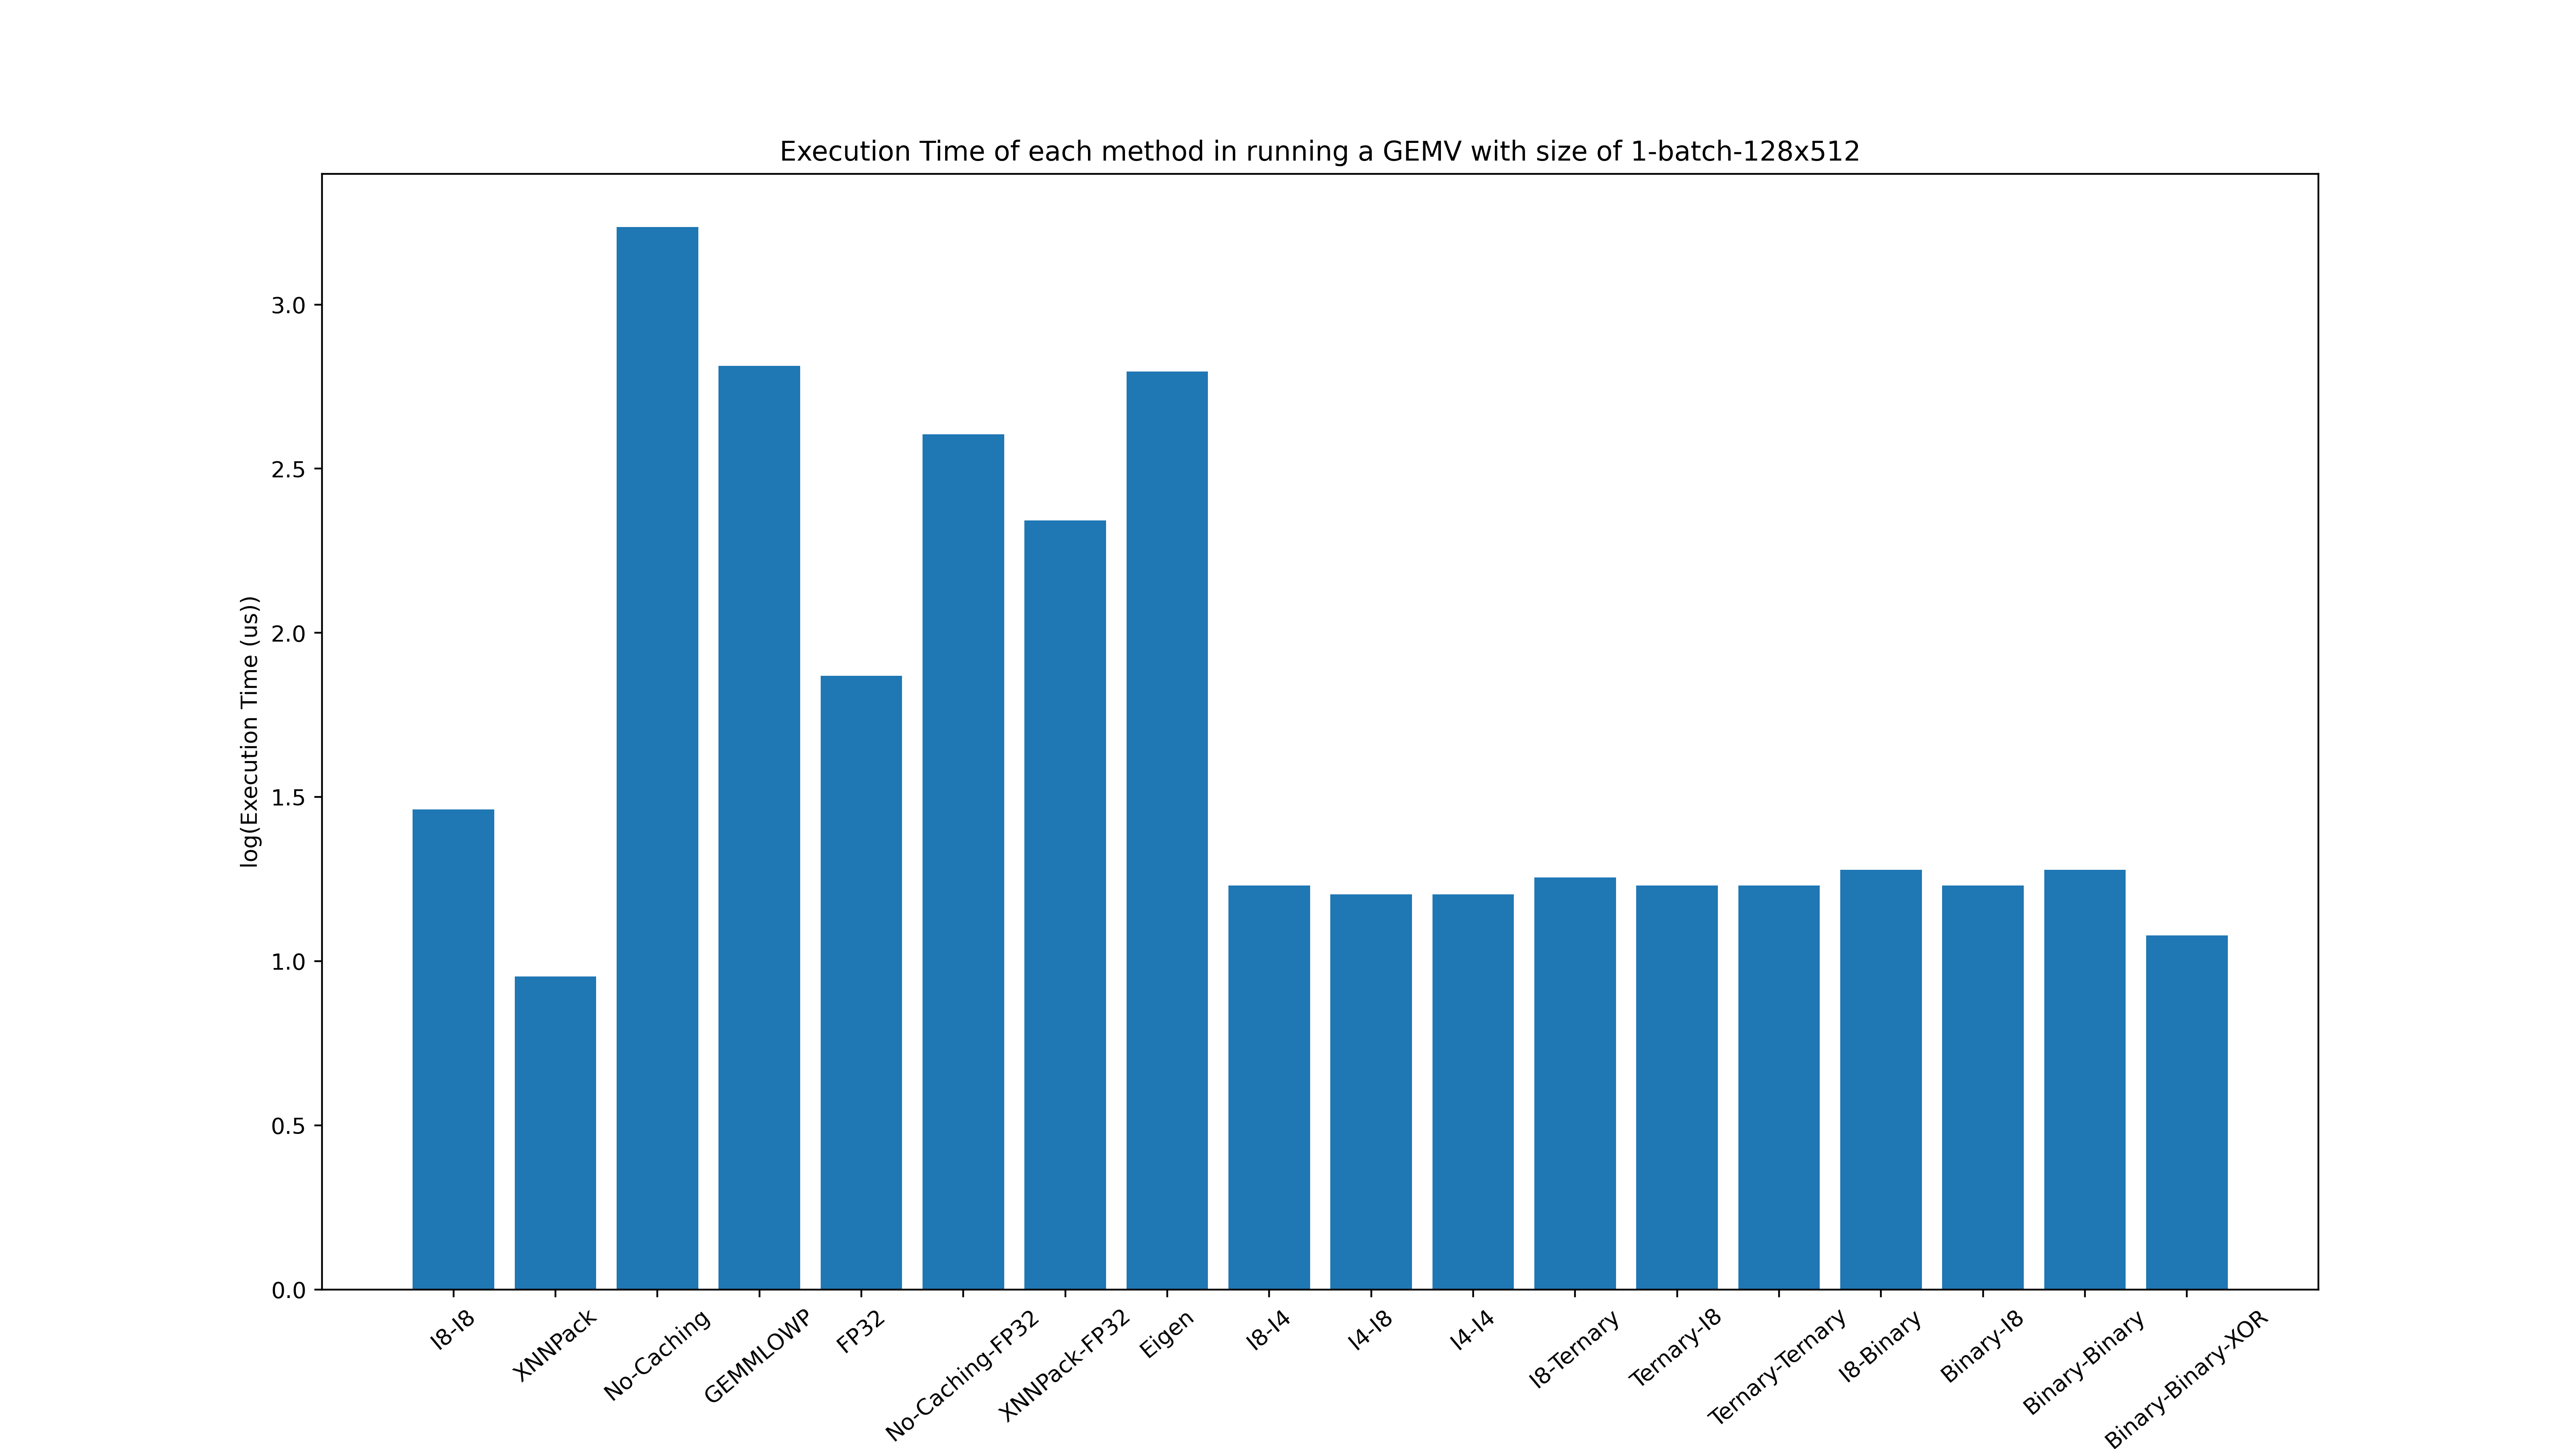 Execution Time of each method in running a GEMV with size of 1-batch-128x512
log(Execution Time (us))
3.0
2.5
2.0
1.5
1.0
0.5
0.0
I8-I8
XNNPack
No-Caching
GEMMLOWP
FP32
No-Caching-FP32
XNNPack-FP32
Eigen
I8-I4
I4-I8
I4-I4
I8-Ternary
Ternary-I8
Ternary-Ternary
I8-Binary
Binary-I8
Binary-Binary
Binary-Binary-XOR